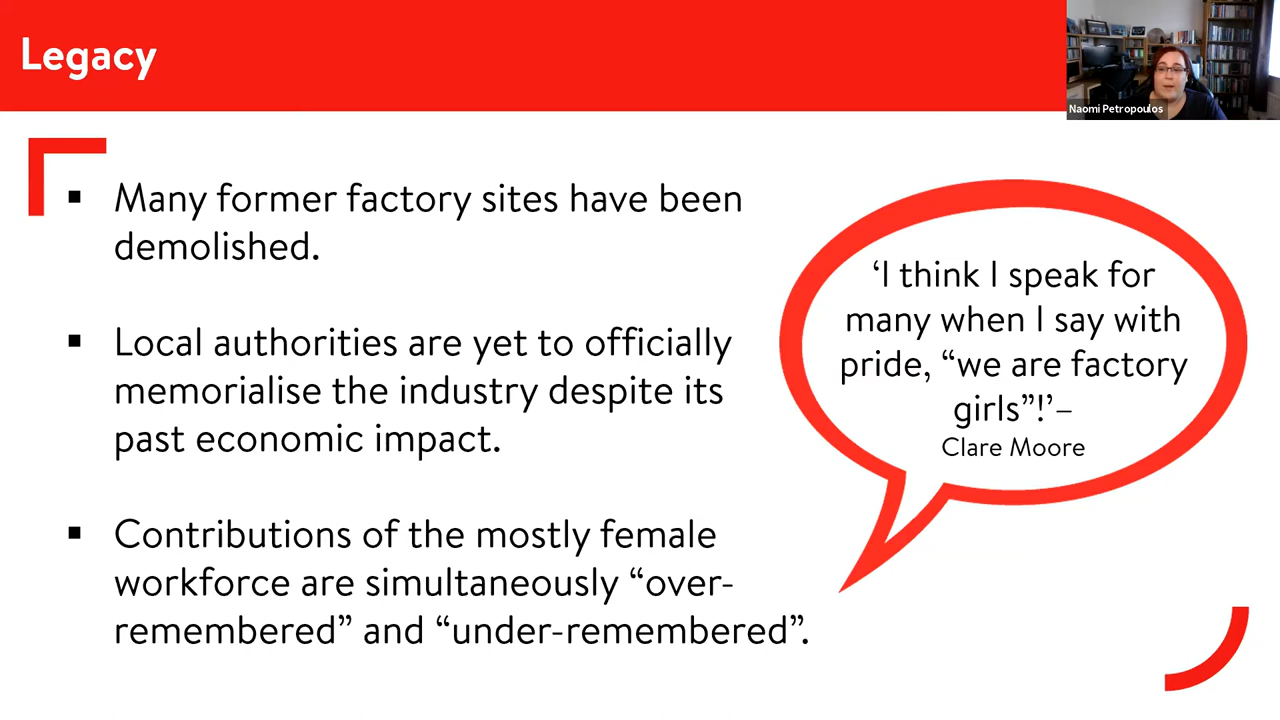 Legacy
Naomi Petropoulos
▪ Many former factory sites have been
demolished.
▪ Local authorities are yet to officially
memorialise the industry despite its
past economic impact.
▪ Contributions of the mostly female
workforce are simultaneously “over-
remembered” and “under-remembered”.
‘I think I speak for
many when I say with
pride, “we are factory
girls”!’–
Clare Moore